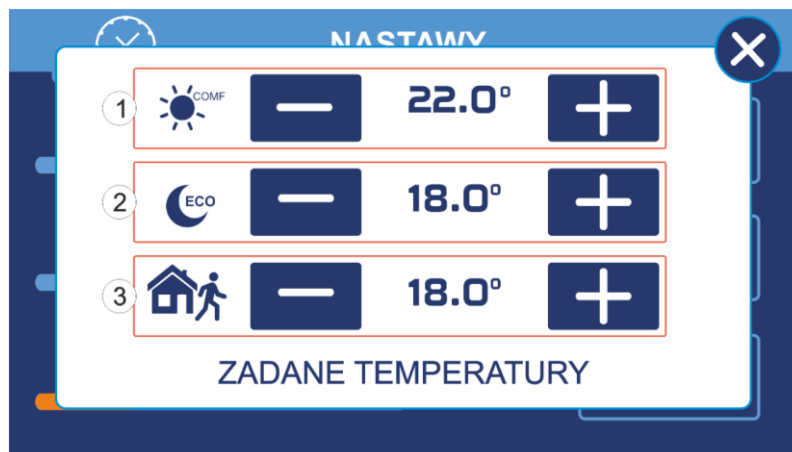 NASTAWY
1 COMF 22.0°
2 ECO 18.0°
3 18.0°
ZADANE TEMPERATURY